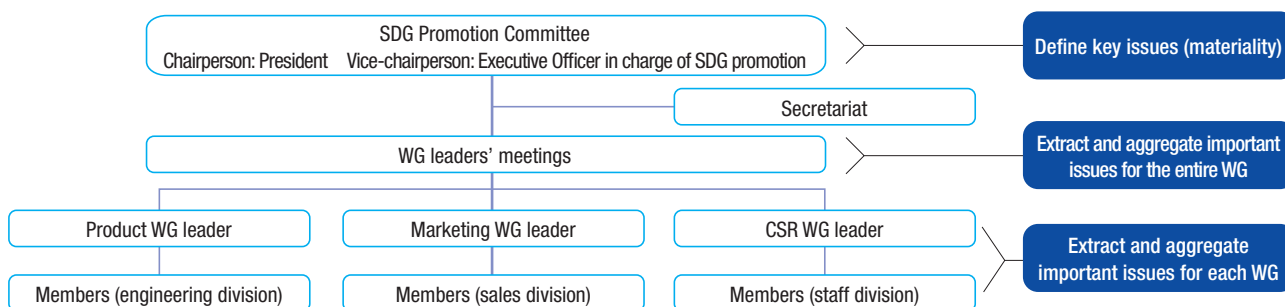 SDG Promotion Committee
Chairperson: President Vice-chairperson: Executive Officer in charge of SDG promotion
Define key issues (materiality)
Secretariat
WG leaders’ meetings
Extract and aggregate important
issues for the entire WG
Product WG leader
Marketing WG leader
CSR WG leader
Members (engineering division)
Members (sales division)
Members (staff division)
Extract and aggregate
important issues for each WG